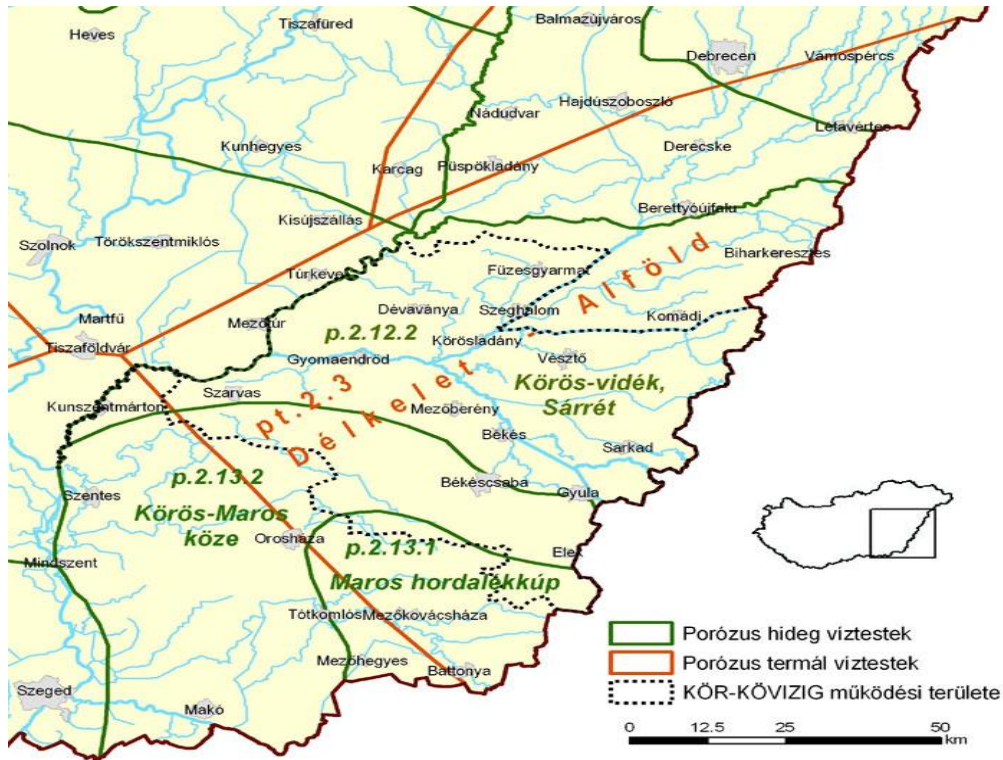 Heves
Tiszafüred
Balmazújváros
Debrecen
Vámospércs
Nádudvar
Hajdúszoboszló
Létavértes
Kunhegyes
Karcag
Püspökladány
Derecske
Kisújszállás
Berettyóújfalu
Szolnok
Törökszentmiklós
Biharkeresztes
Túrkeve
Füzesgyarmat
Alföld
Martfű
Mezőtúr
Dévaványa
Szeghalom
Komádi
Tiszaföldvár
p.2.12.2
Körösladány
-
Gyomaendrőd
Vésztő
Körös-vidék,
Sárrét
Kunszentmárton
Szarvas
pt.2.3
Délkelet
Mezőberény
Békés
Sarkad
p.2.13.2
Békéscsaba
Gyula
Szentes
Körös-Maros
köze
Orosháza
p.2.13.1
Elek
Mindszent
Maros hordalékkúp
Tótkomlós
Mezőkovácsháza
Mezőhegyes
Battonya
Szeged
Makó
Porózus hideg víztestek
Porózus termál víztestek
KÖR-KÖVIZIG működési területe
0 12.5 25 50
km